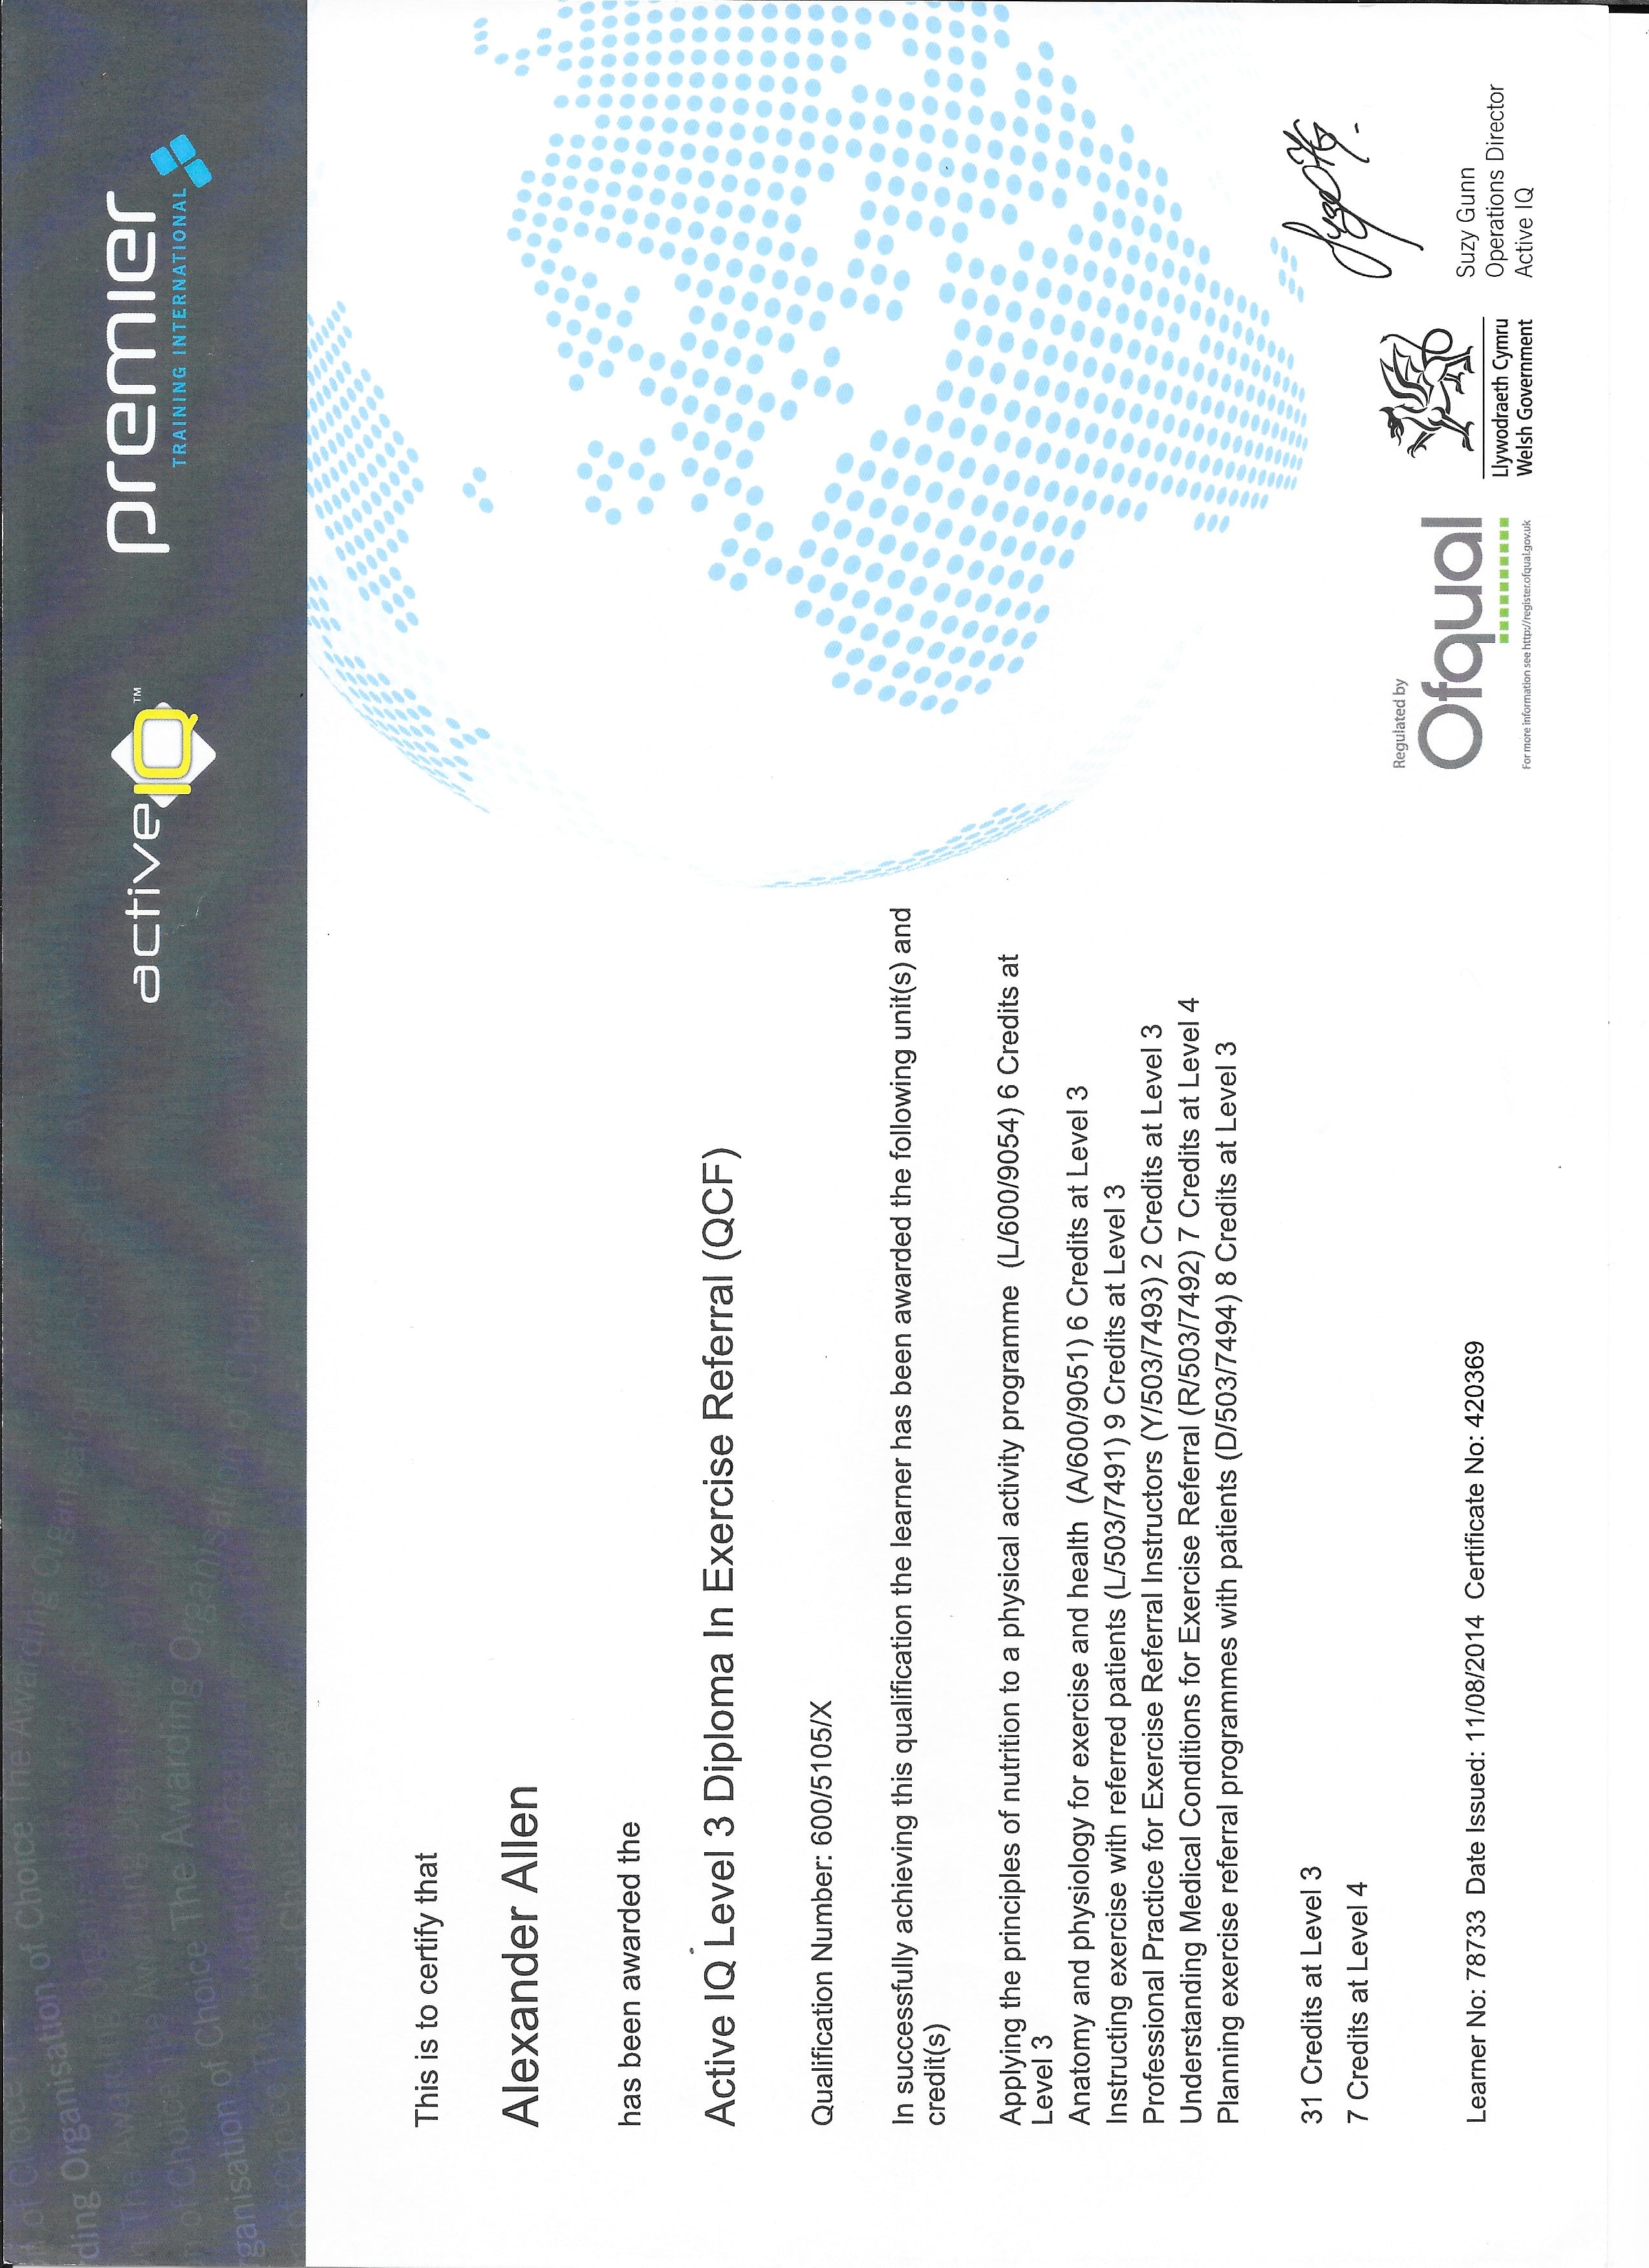 The Awarding Organisation of Choice The Awarding Organisation of Choice
activeIQ™
premier
TRAINING INTERNATIONAL
This is to certify that
Alexander Allen
has been awarded the
Active IQ Level 3 Diploma In Exercise Referral (QCF)
Qualification Number: 600/5105/X
In successfully achieving this qualification the learner has been awarded the following unit(s) and
credit(s)
Applying the principles of nutrition to a physical activity programme  (L/600/9054) 6 Credits at
Level 3
Anatomy and physiology for exercise and health  (A/600/9051) 6 Credits at Level 3
Instructing exercise with referred patients (L/503/7491) 9 Credits at Level 3
Professional Practice for Exercise Referral Instructors (Y/503/7493) 2 Credits at Level 3
Understanding Medical Conditions for Exercise Referral (R/503/7492) 7 Credits at Level 4
Planning exercise referral programmes with patients (D/503/7494) 8 Credits at Level 3
31 Credits at Level 3
7 Credits at Level 4
Learner No: 78733  Date Issued: 11/08/2014  Certificate No: 420369
Regulated by
Ofqual
For more information see http://register.ofqual.gov.uk
Llywodraeth Cymru
Welsh Government
Suzy Gunn
Operations Director
Active IQ